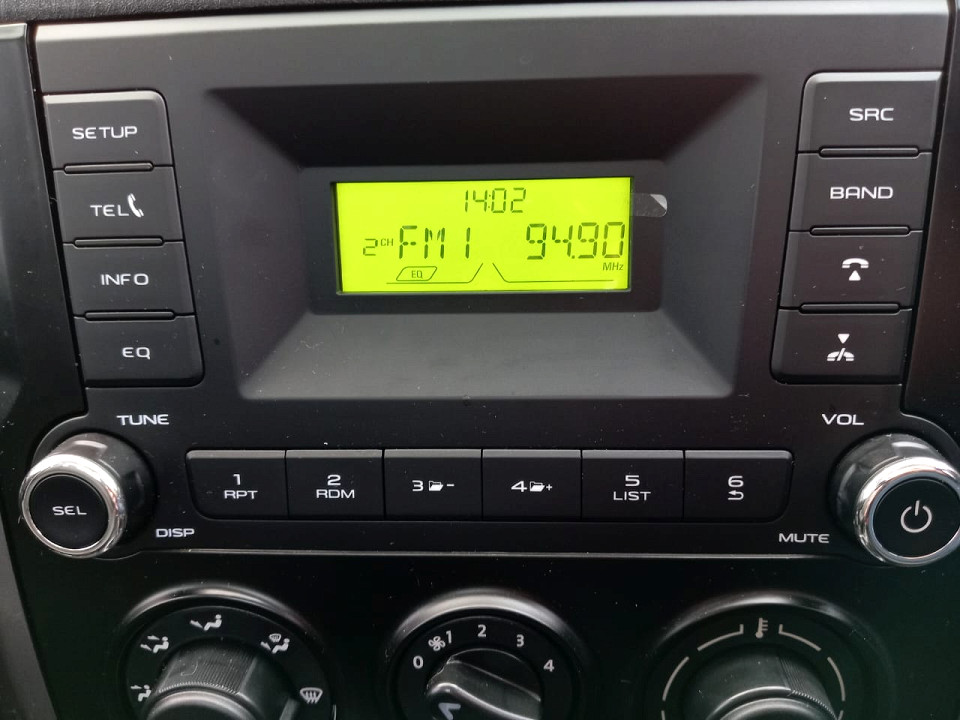 SETUP
TEL
INFO
EQ
14:02
2CH FM1 94.90
EQ
MHz
SRC
BAND
TUNE
VOL
SEL
DISP
1
RPT
2
RDM
3 -
4 +
5
LIST
6
MUTE
0 1 2 3 4